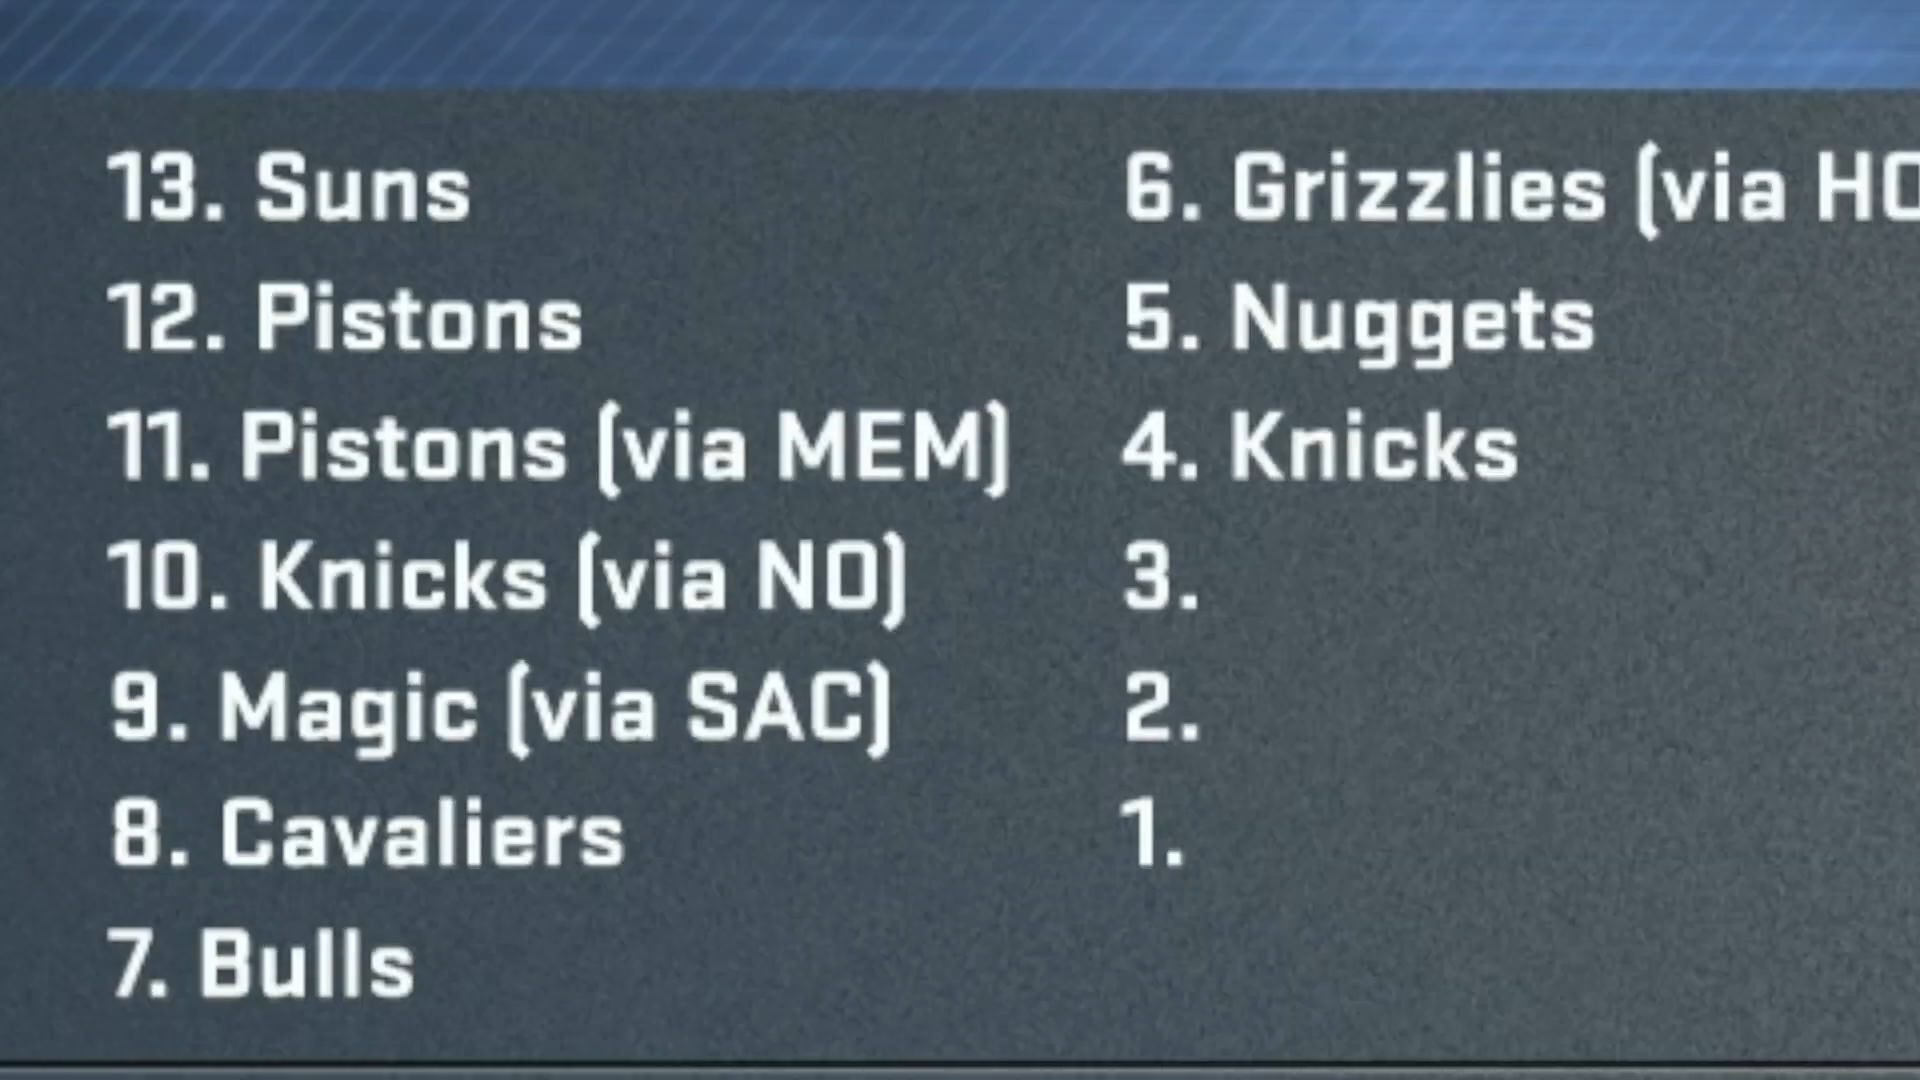 13. Suns
12. Pistons
11. Pistons (via MEM)
10. Knicks (via NO)
9. Magic (via SAC)
8. Cavaliers
7. Bulls
6. Grizzlies (via HO
5. Nuggets
4. Knicks
3.
2.
1.